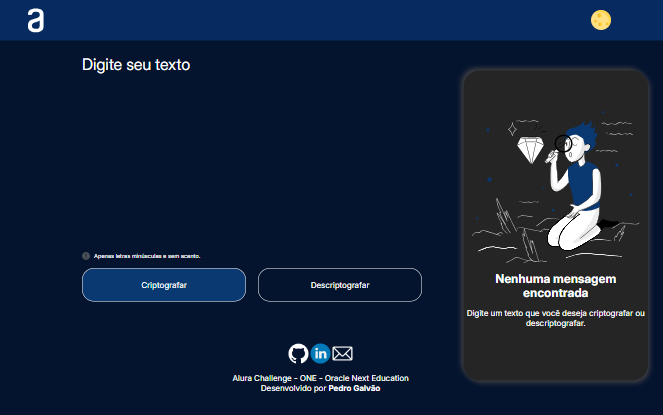 a
Digite seu texto
Apenas letras minúsculas e sem acento.
Criptografar
Descriptografar
Nenhuma mensagem
encontrada
Digite um texto que você deseja criptografar ou
descriptografar.
in
Alura Challenge - ONE - Oracle Next Education
Desenvolvido por Pedro Galvão